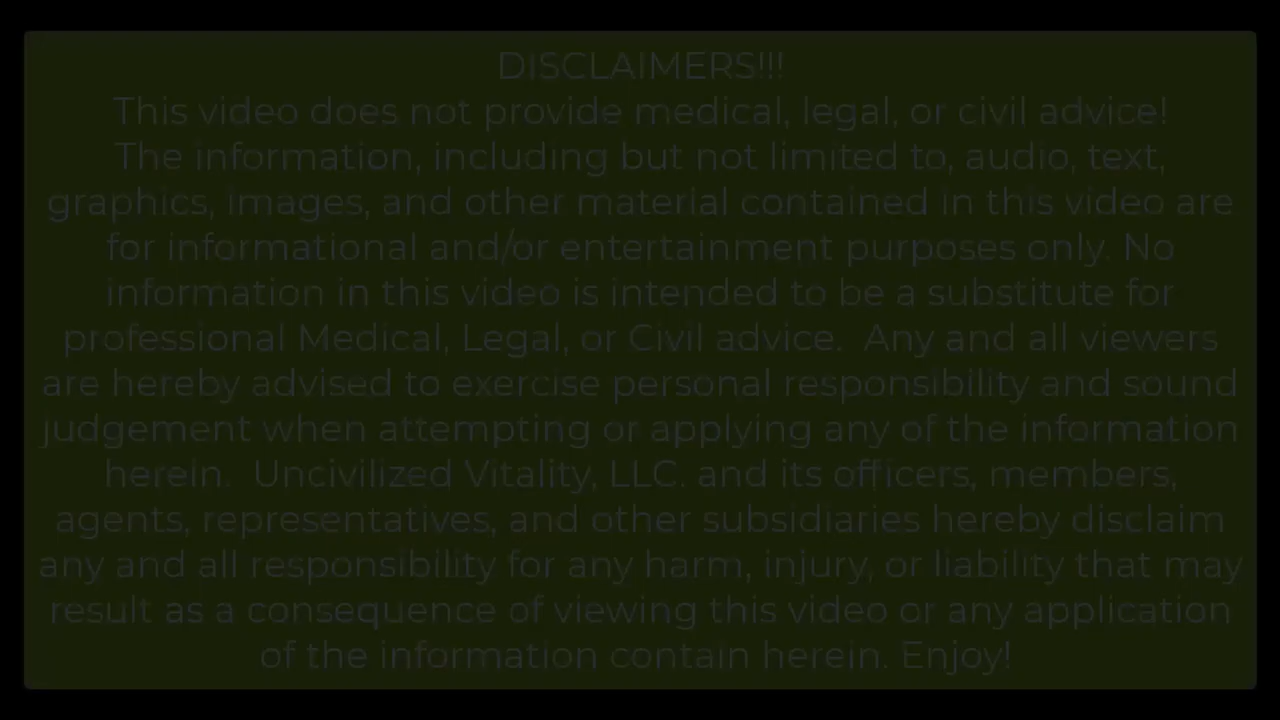 DISCLAIMERS!!!
This video does not provide medical, legal, or civil advice!
The information, including but not limited to, audio, text,
graphics, images, and other material contained in this video are
for informational and/or entertainment purposes only. No
information in this video is intended to be a substitute for
professional Medical, Legal, or Civil advice.  Any and all viewers
are hereby advised to exercise personal responsibility and sound
judgement when attempting or applying any of the information
herein.  Uncivilized Vitality, LLC. and its officers, members,
agents, representatives, and other subsidiaries hereby disclaim
any and all responsibility for any harm, injury, or liability that may
result as a consequence of viewing this video or any application
of the information contain herein. Enjoy!